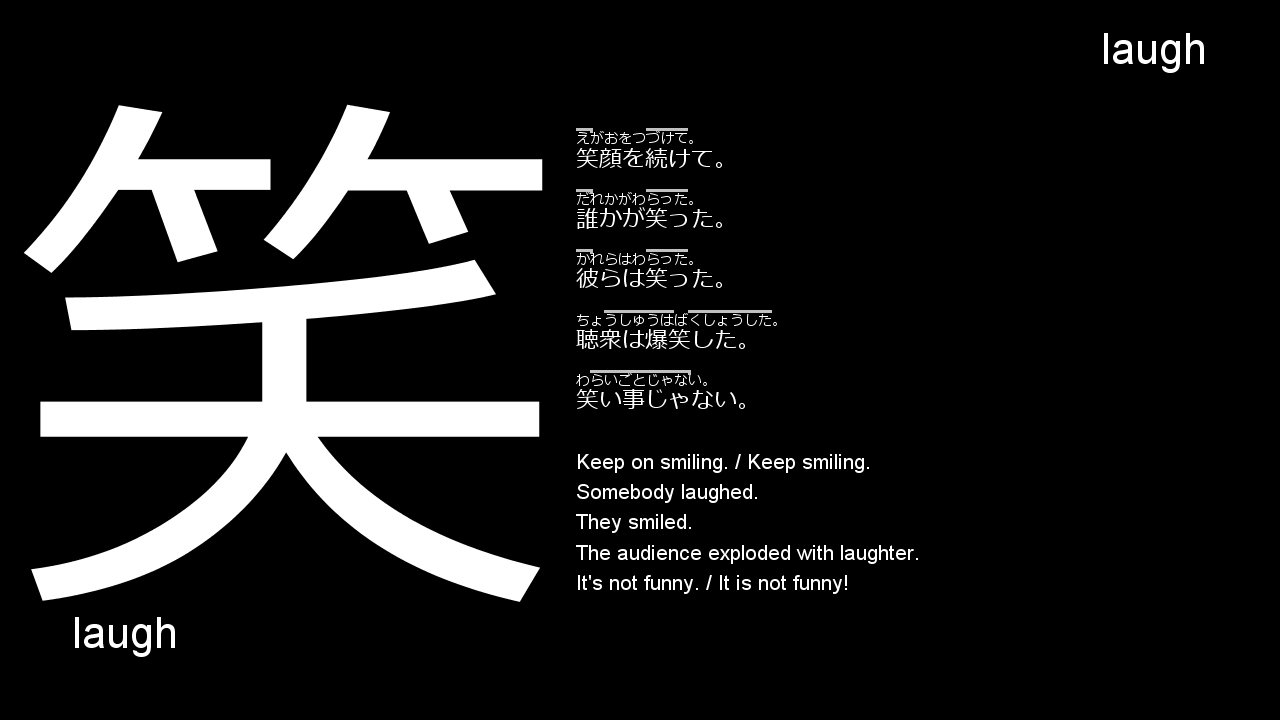 laugh
笑
えがおをつづけて。
笑顔を続けて。
だれかがわらった。
誰かが笑った。
かれらはわらった。
彼らは笑った。
ちょうしゅうはばくしょうした。
聴衆は爆笑した。
わらいごとじゃない。
笑い事じゃない。
Keep on smiling. / Keep smiling.
Somebody laughed.
They smiled.
The audience exploded with laughter.
It's not funny. / It is not funny!
laugh